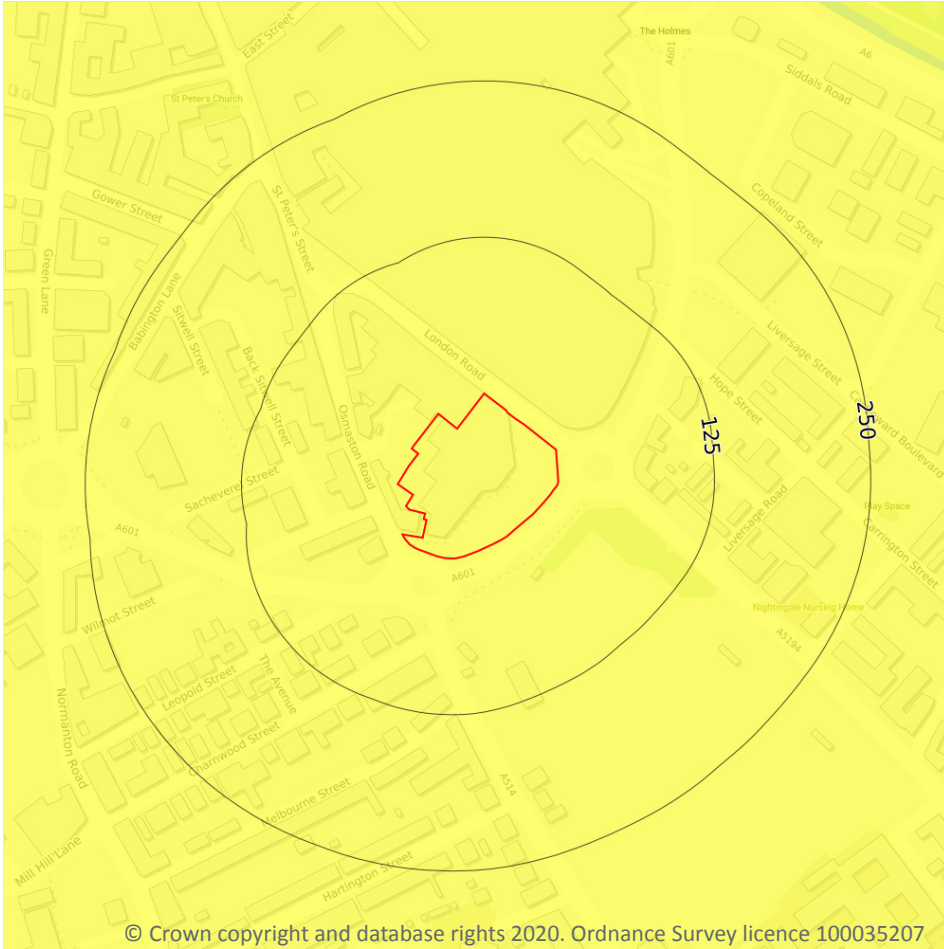 The Holmes
East Street
A601
A6
Siddals Road
St Peter's Church
Gower Street
St Peter's Street
Copeland Street
Green Lane
Babington Lane
Sitwell Street
London Road
Liversage Street
Back Sitwell Street
Hope Street
Osmaston Road
125
250
Sacheverel Street
Liversage Road
Play Space
A601
Carrington Street
A601
Wilmot Street
Nightingale Nursing Home
A5194
The Avenue
Leopold Street
Normanton Road
Charnwood Street
A514
Melbourne Street
Mill Hill Lane
Hartington Street
© Crown copyright and database rights 2020. Ordnance Survey licence 100035207